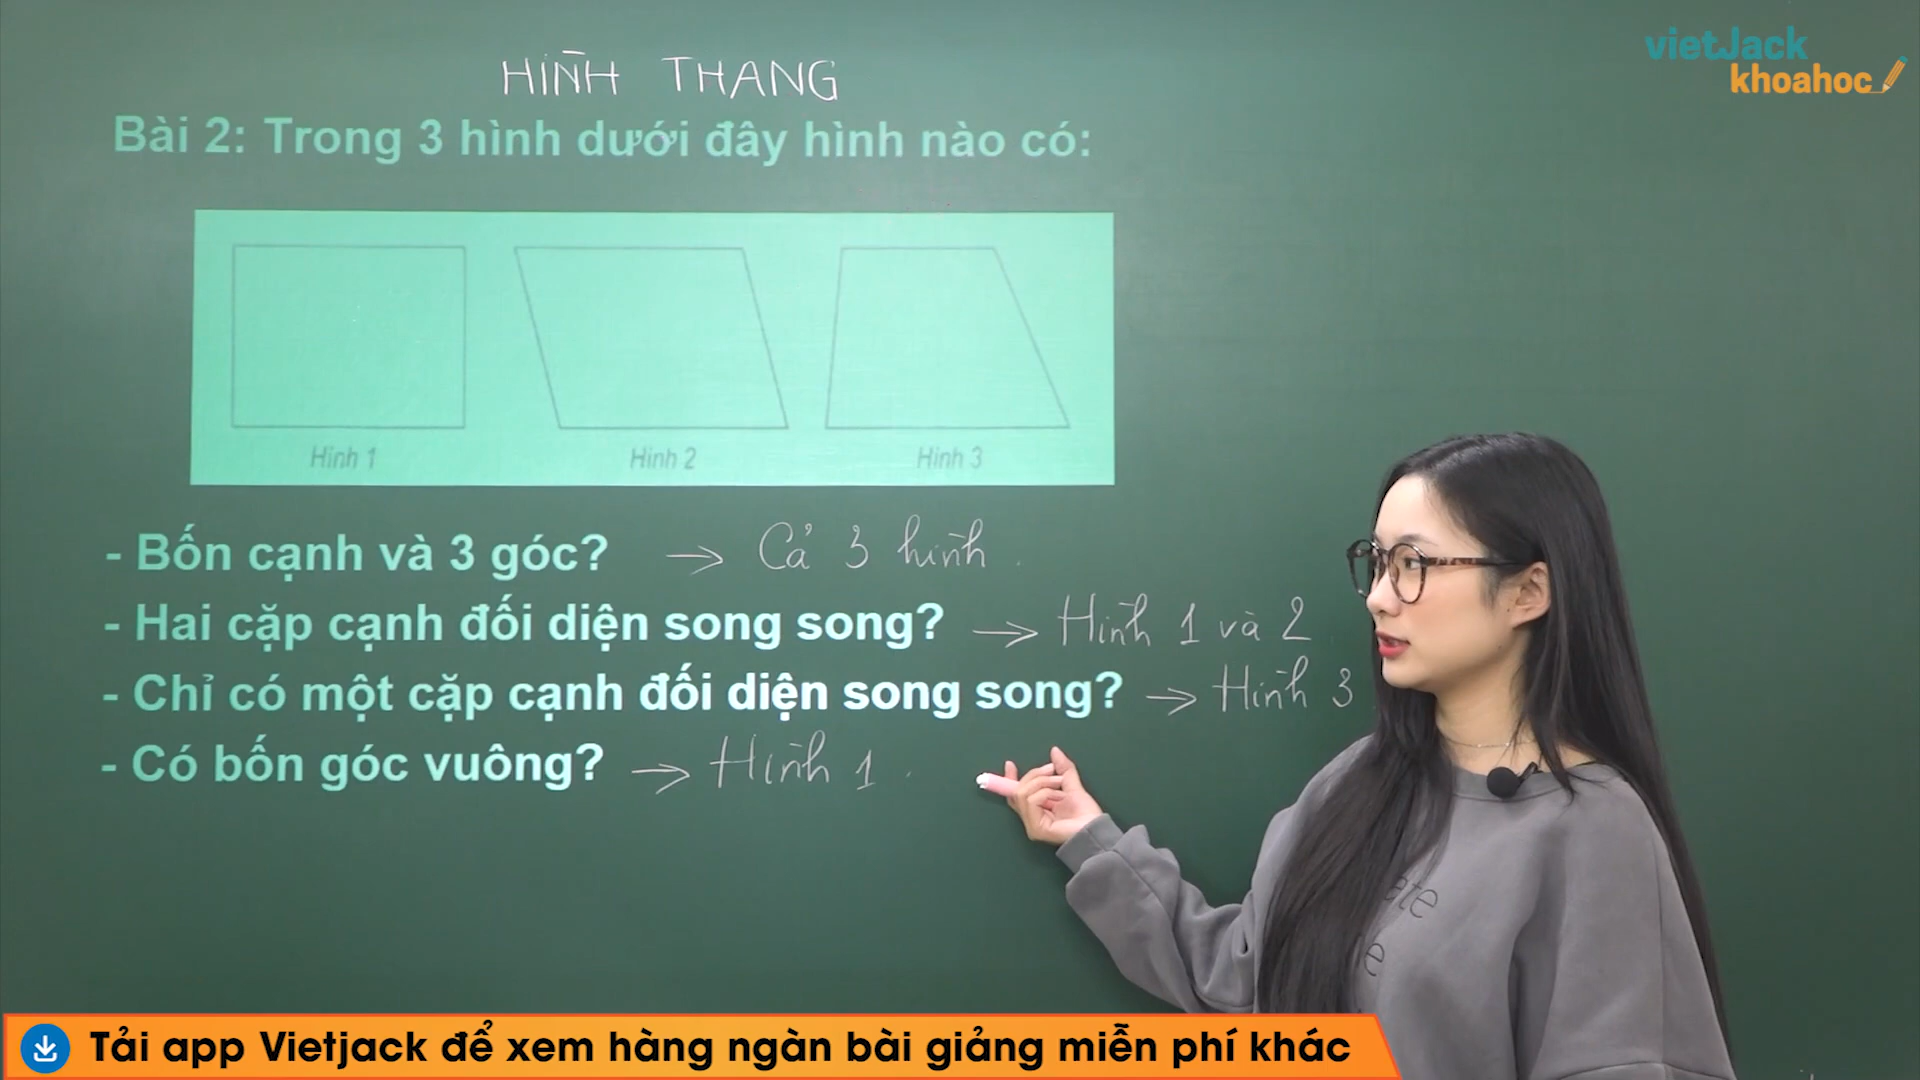 vietJack
khoahoc
HÌNH THANG
Bài 2: Trong 3 hình dưới đây hình nào có:
Hình 1 Hình 2 Hình 3
- Bốn cạnh và 3 góc? → Cả 3 hình.
- Hai cặp cạnh đối diện song song? → Hình 1 và 2
- Chỉ có một cặp cạnh đối diện song song? → Hình 3
- Có bốn góc vuông? → Hình 1.
Tải app Vietjack để xem hàng ngàn bài giảng miễn phí khác